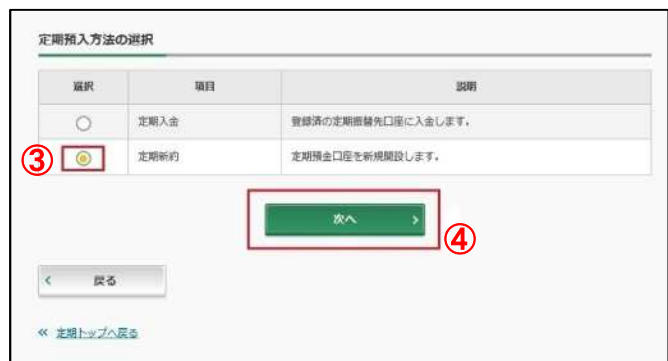 定期預入方法の選択
選択 項目 説明
定期入金 登録済の定期振替先口座に入金します。
③ 定期新約 定期預金口座を新規開設します。
次へ >
④
< 戻る
≪ 定期トップへ戻る